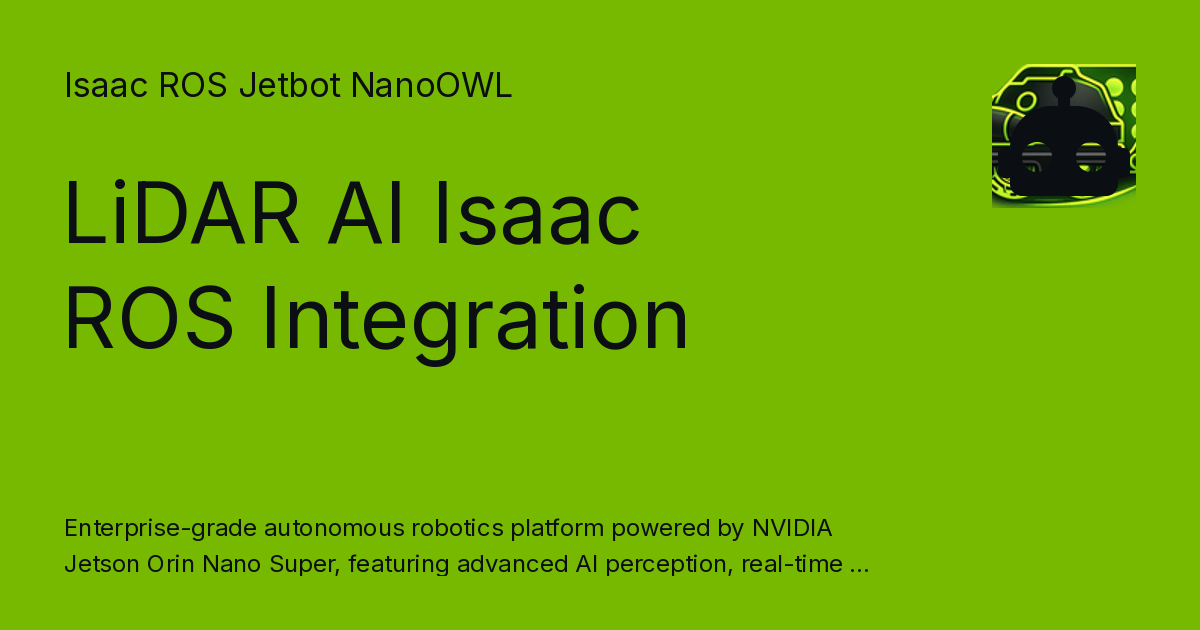 Isaac ROS Jetbot NanoOWL
LiDAR AI Isaac
ROS Integration
Enterprise-grade autonomous robotics platform powered by NVIDIA
Jetson Orin Nano Super, featuring advanced AI perception, real-time ...